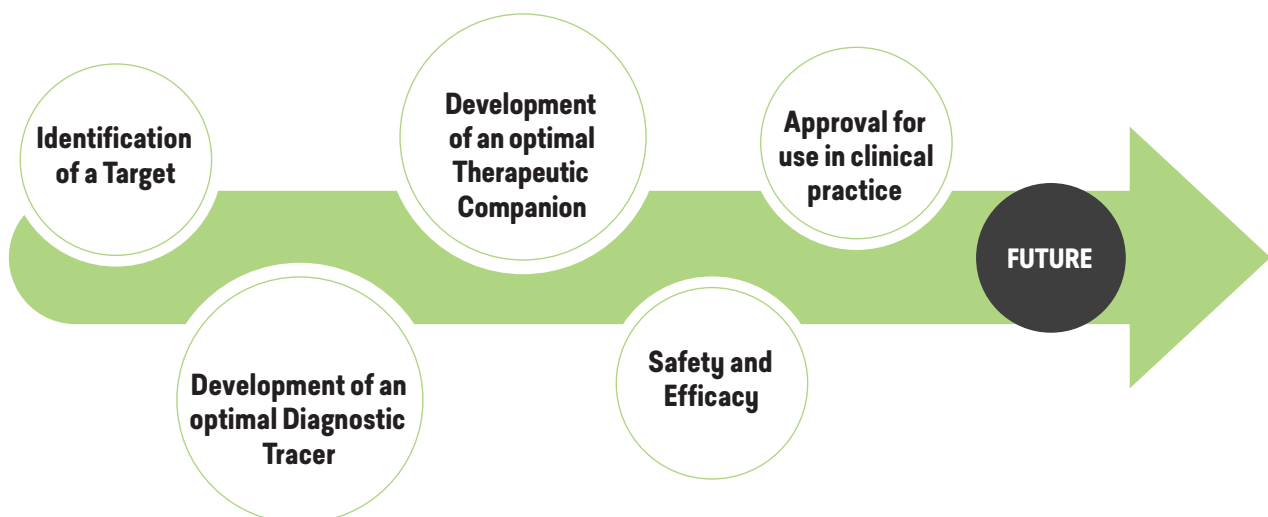 Identification
of a Target
Development of an
optimal Diagnostic
Tracer
Development
of an optimal
Therapeutic
Companion
Safety and
Efficacy
Approval for
use in clinical
practice
FUTURE